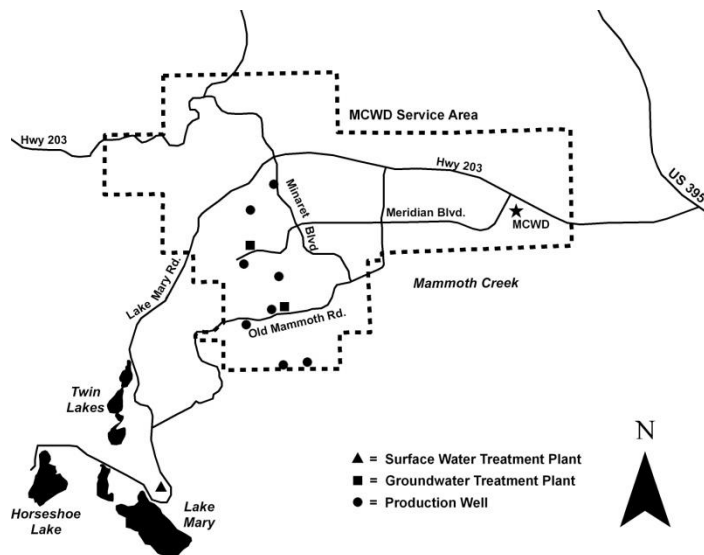 MCWD Service Area
Hwy 203
Hwy 203
US 395
Minaret
Blvd.
Meridian Blvd.
MCWD
Lake Mary Rd.
Mammoth Creek
Old Mammoth Rd.
Twin
Lakes
N
▲ = Surface Water Treatment Plant
■ = Groundwater Treatment Plant
● = Production Well
Horseshoe
Lake
Lake
Mary